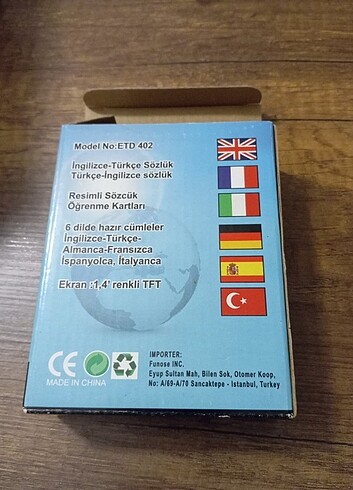 Model No:ETD 402
İngilizce-Türkçe Sözlük
Türkçe-İngilizce sözlük
Resimli Sözcük
Öğrenme Kartları
6 dilde hazır cümleler
İngilizce-Türkçe-
Almanca-Fransızca
İspanyolca, İtalyanca
Ekran :1,4' renkli TFT
CE
MADE IN CHINA
IMPORTER:
Funose INC.
Eyup Sultan Mah, Bilen Sok, Otomer Koop,
No: A/69-A/70 Sancaktepe - Istanbul, Turkey